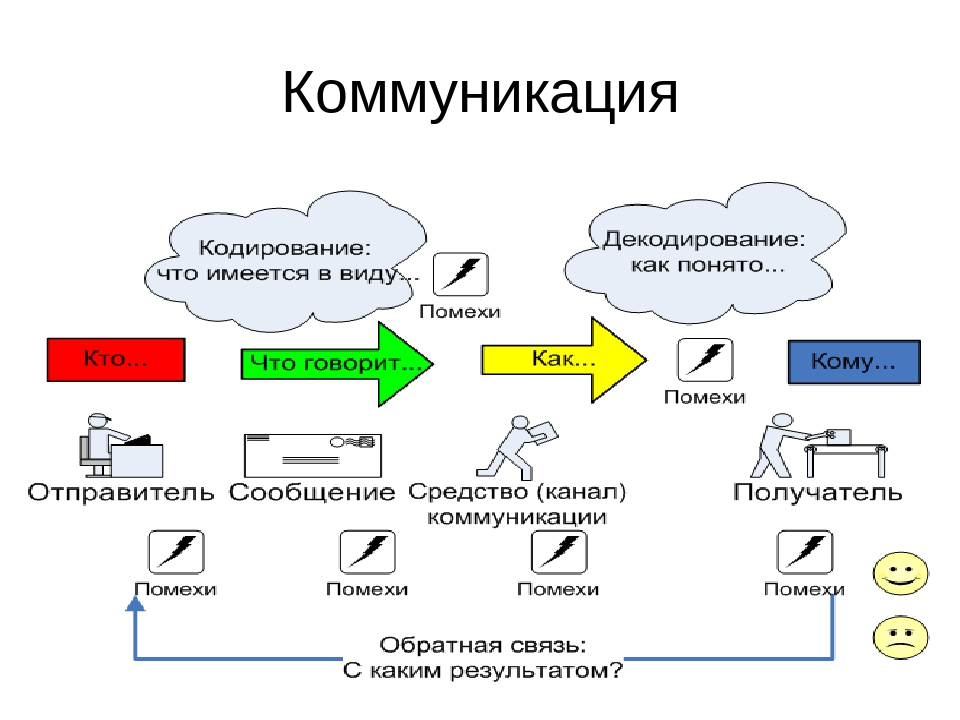 Коммуникация
Кодирование:
что имеется в виду...
Декодирование:
как понято...
Помехи
Кто...
Что говорит...
Как...
Помехи
Кому...
Отправитель
Сообщение
Средство (канал)
коммуникации
Получатель
Помехи
Помехи
Помехи
Помехи
Обратная связь:
С каким результатом?